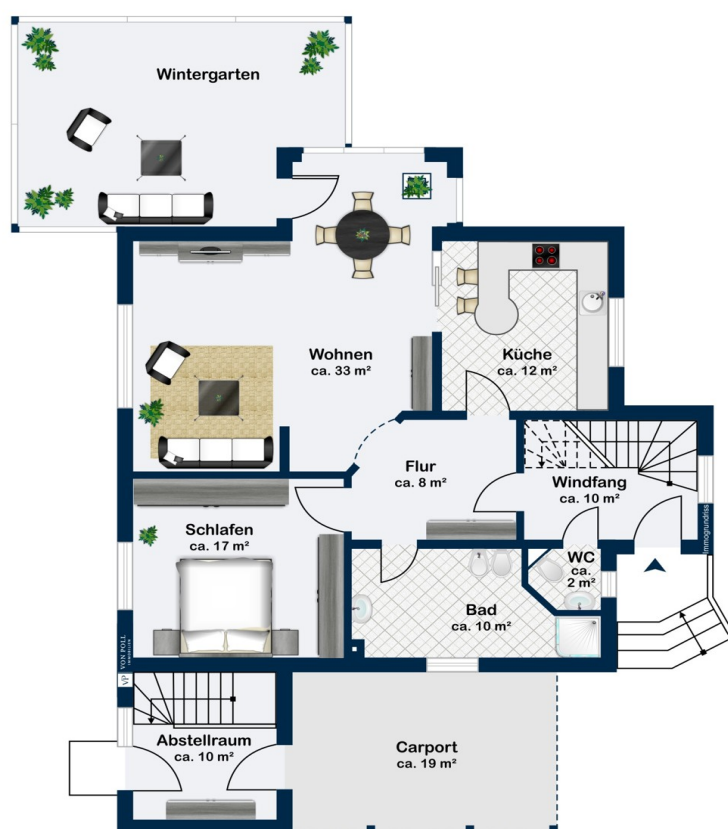 Wintergarten
Wohnen
ca. 33 m²
Küche
ca. 12 m²
Flur
ca. 8 m²
Windfang
ca. 10 m²
Schlafen
ca. 17 m²
WC
ca.
2 m²
Bad
ca. 10 m²
Immogrundriss
VP VON POLL
IMMOBILIEN
Abstellraum
ca. 10 m²
Carport
ca. 19 m²